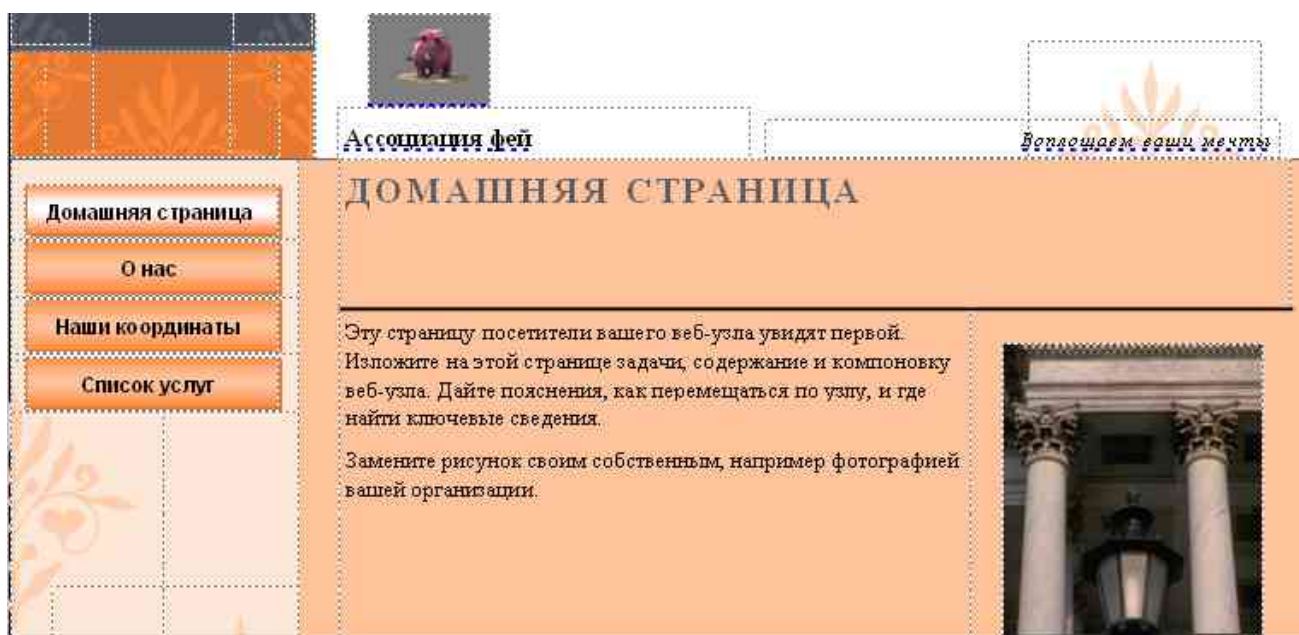 Ассоциация фей
Воплощаем ваши мечты
ДОМАШНЯЯ СТРАНИЦА
Домашняя страница
О нас
Наши координаты
Список услуг
Эту страницу посетители вашего веб-узла увидят первой.
Изложите на этой странице задачи, содержание и компоновку
веб-узла. Дайте пояснения, как перемещаться по узлу, и где
найти ключевые сведения.
Замените рисунок своим собственным, например фотографией
вашей организации.